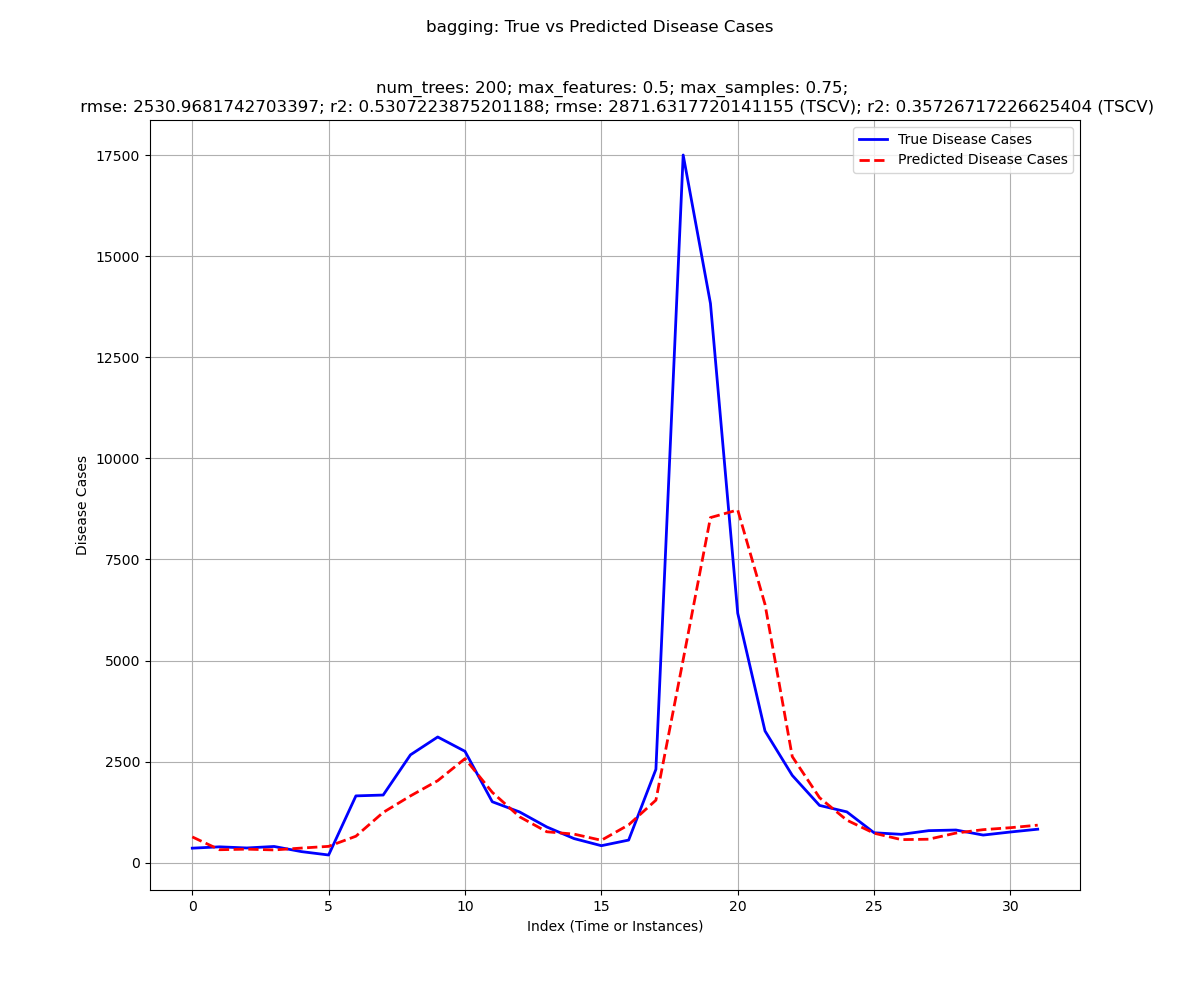 bagging: True vs Predicted Disease Cases
num_trees: 200; max_features: 0.5; max_samples: 0.75;
rmse: 2530.9681742703397; r2: 0.5307223875201188; rmse: 2871.6317720141155 (TSCV); r2: 0.35726717226625404 (TSCV)
True Disease Cases
Predicted Disease Cases
17500
15000
12500
10000
7500
5000
2500
0
Disease Cases
0 5 10 15 20 25 30
Index (Time or Instances)